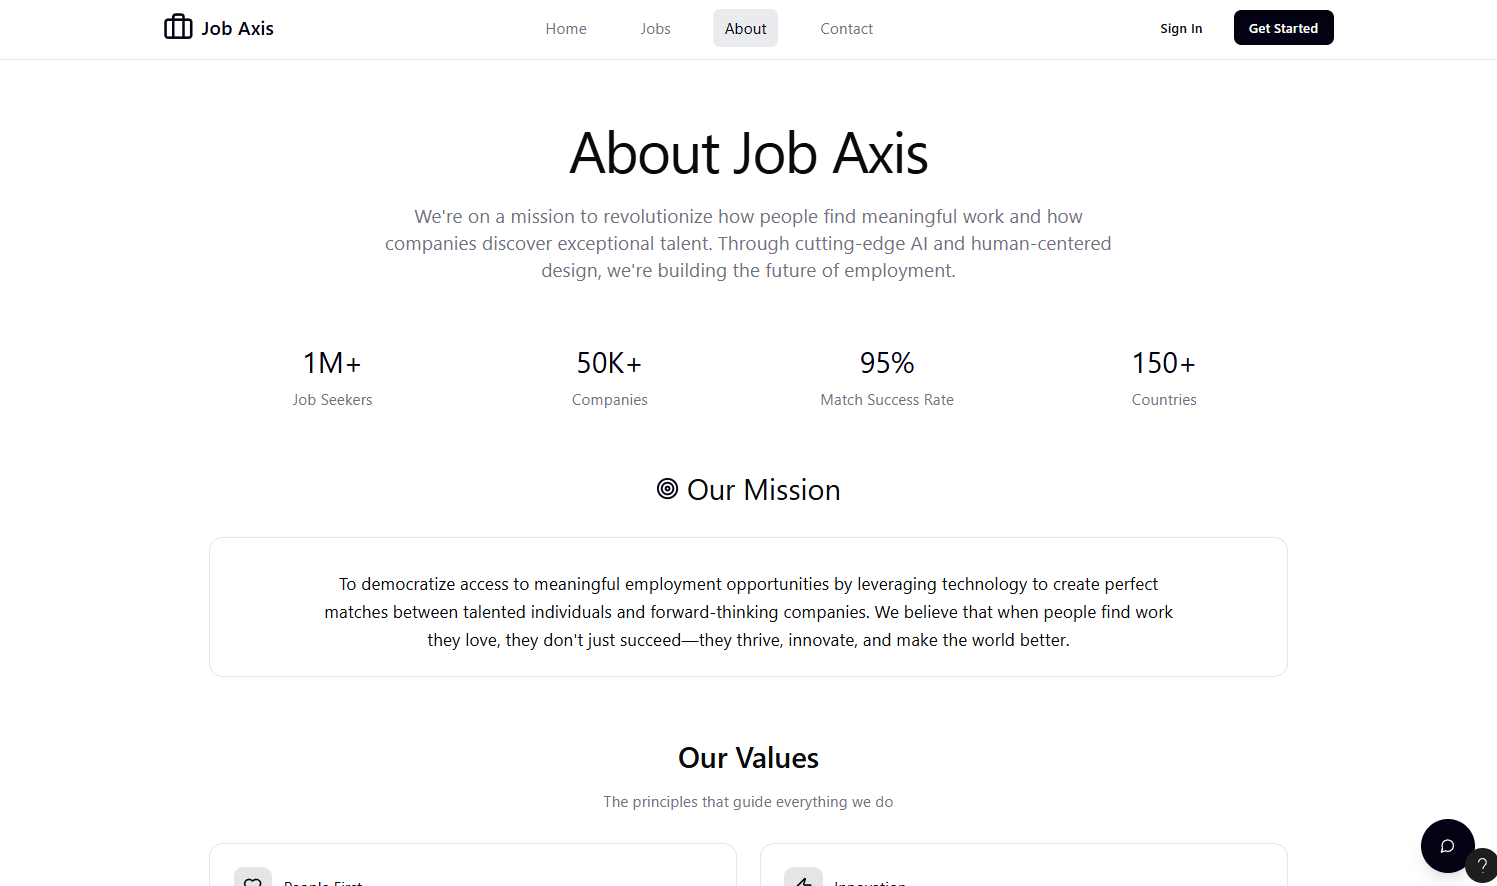 Job Axis
Home
Jobs
About
Contact
Sign In
Get Started
About Job Axis
We're on a mission to revolutionize how people find meaningful work and how
companies discover exceptional talent. Through cutting-edge AI and human-centered
design, we're building the future of employment.
1M+
Job Seekers
50K+
Companies
95%
Match Success Rate
150+
Countries
Our Mission
To democratize access to meaningful employment opportunities by leveraging technology to create perfect
matches between talented individuals and forward-thinking companies. We believe that when people find work
they love, they don't just succeed—they thrive, innovate, and make the world better.
Our Values
The principles that guide everything we do
People First
Innovation
?